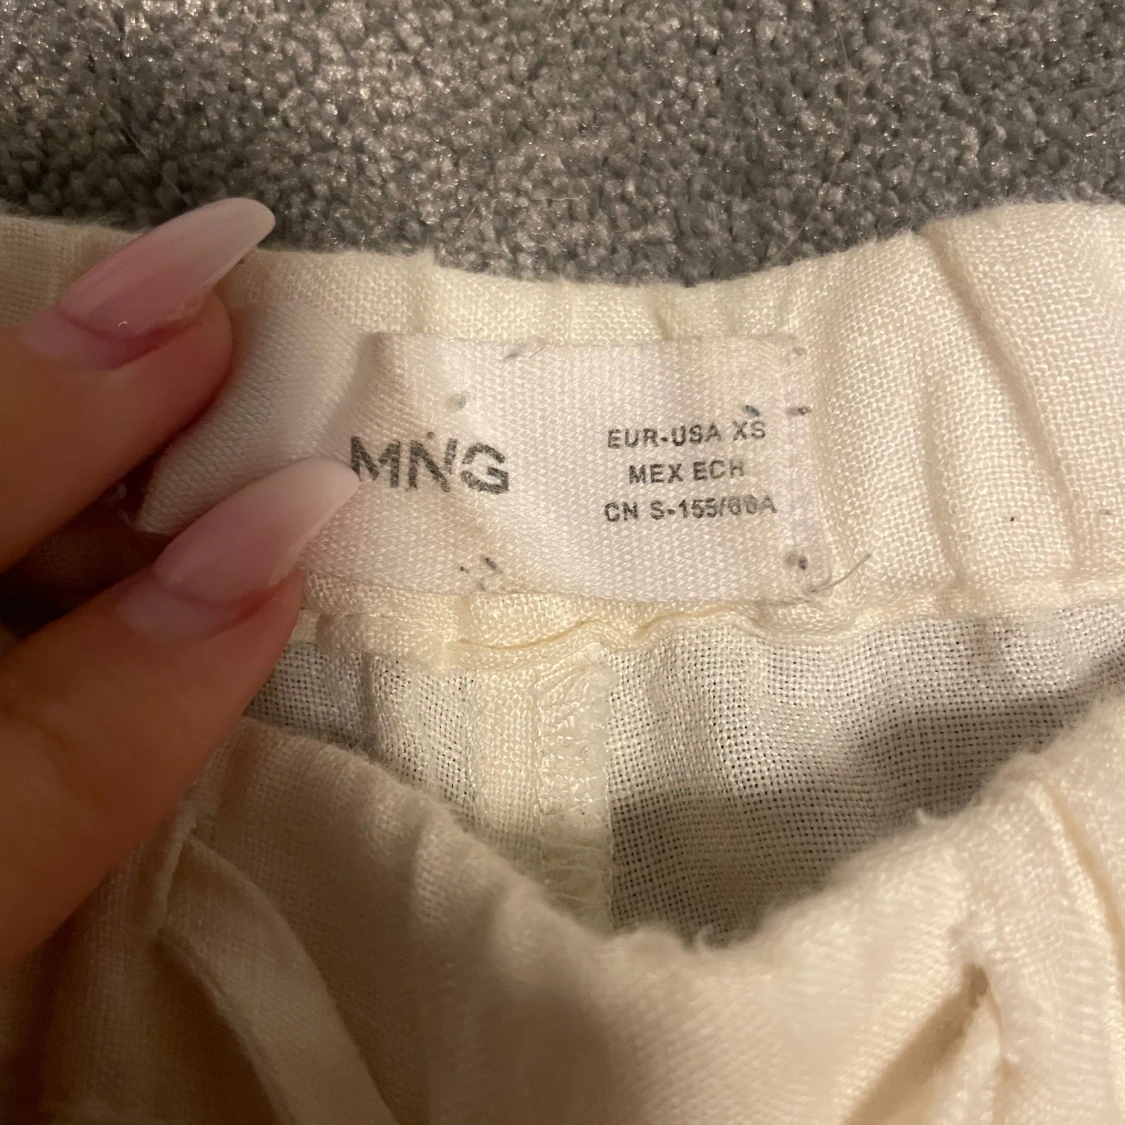 MNG
EUR-USA XS
MEX ECH
CN S-155/60A